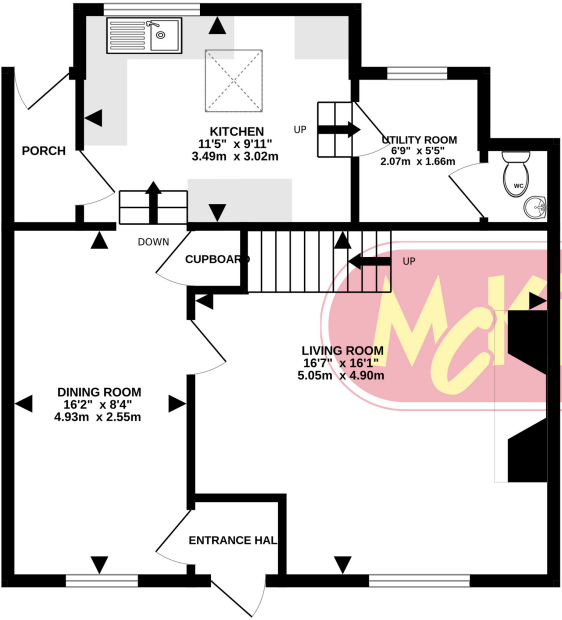 KITCHEN
11'5" x 9'11"
3.49m x 3.02m
UP
UTILITY ROOM
6'9" x 5'5"
2.07m x 1.66m
PORCH
WC
DOWN
CUPBOARD
UP
LIVING ROOM
16'7" x 16'1"
5.05m x 4.90m
DINING ROOM
16'2" x 8'4"
4.93m x 2.55m
ENTRANCE HAL
McK